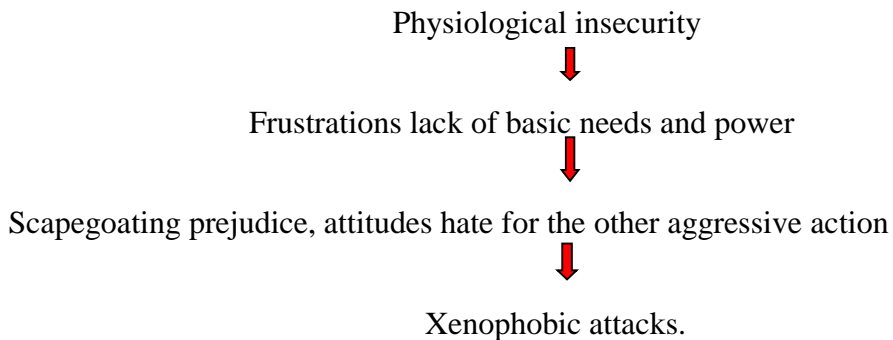 Physiological insecurity
Frustrations lack of basic needs and power
Scapegoating prejudice, attitudes hate for the other aggressive action
Xenophobic attacks.